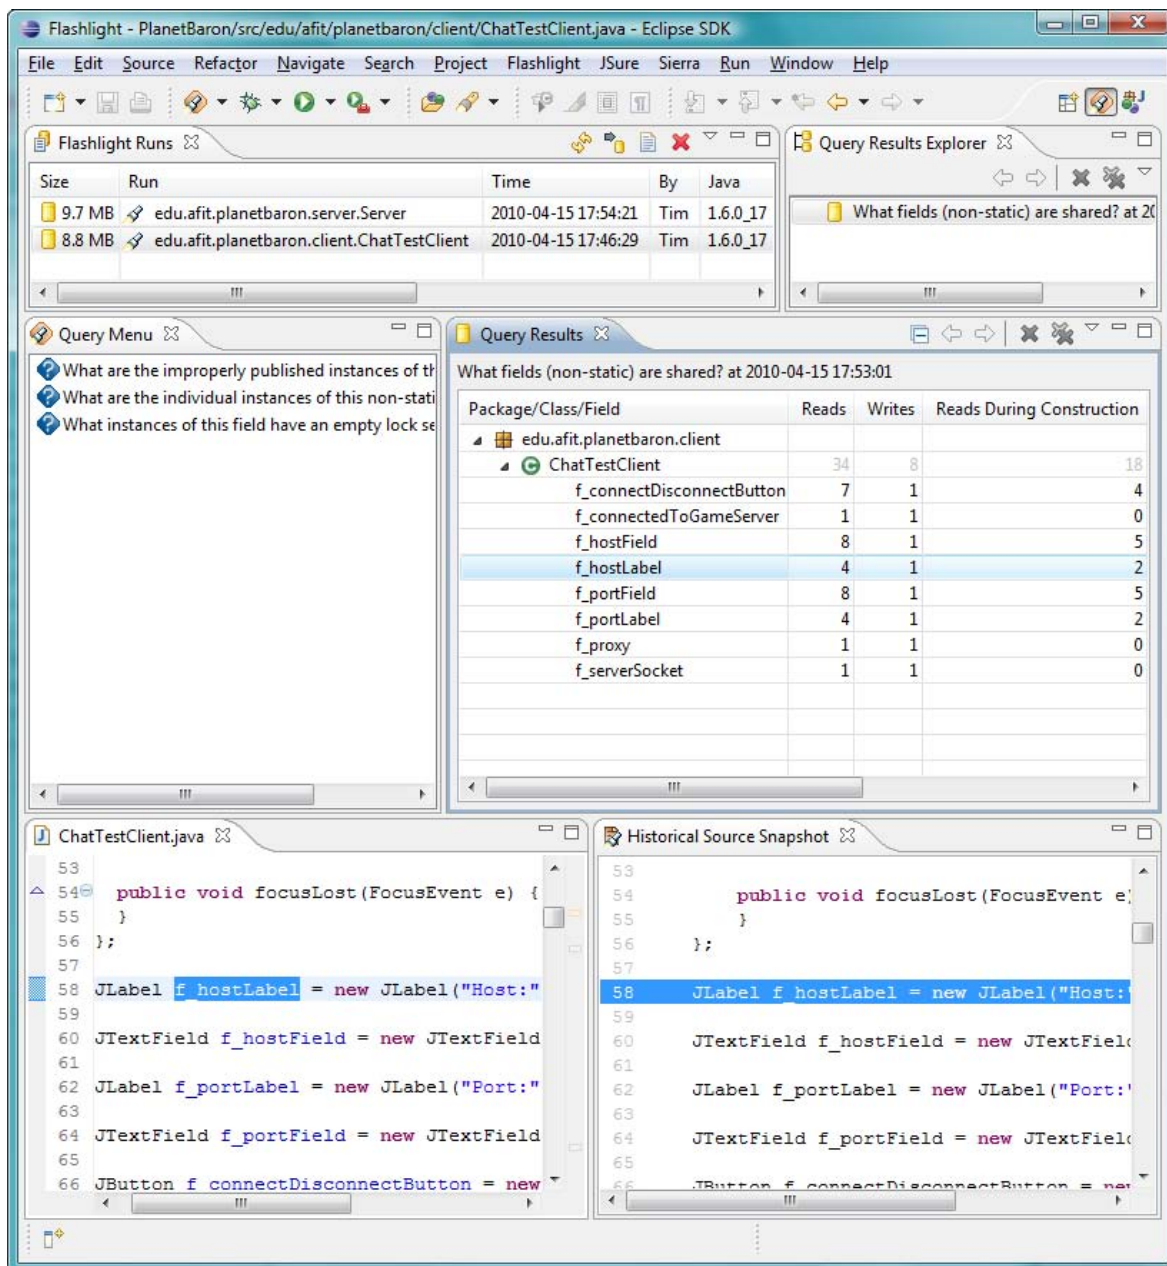 Flashlight - PlanetBaron/src/edu/afit/planetbaron/client/ChatTestClient.java - Eclipse SDK
File Edit Source Refactor Navigate Search Project Flashlight JSure Sierra Run Window Help
Flashlight Runs
Size Run Time By Java
9.7 MB edu.afit.planetbaron.server.Server 2010-04-15 17:54:21 Tim 1.6.0_17
8.8 MB edu.afit.planetbaron.client.ChatTestClient 2010-04-15 17:46:29 Tim 1.6.0_17
Query Results Explorer
What fields (non-static) are shared? at 20
Query Menu
What are the improperly published instances of th
What are the individual instances of this non-stati
What instances of this field have an empty lock se
Query Results
What fields (non-static) are shared? at 2010-04-15 17:53:01
Package/Class/Field Reads Writes Reads During Construction
edu.afit.planetbaron.client
ChatTestClient 34 8 18
f_connectDisconnectButton 7 1 4
f_connectedToGameServer 1 1 0
f_hostField 8 1 5
f_hostLabel 4 1 2
f_portField 8 1 5
f_portLabel 4 1 2
f_proxy 1 1 0
f_serverSocket 1 1 0
ChatTestClient.java
53
54 public void focusLost(FocusEvent e) {
55 }
56 };
57
58 JLabel f_hostLabel = new JLabel("Host:"
59
60 JTextField f_hostField = new JTextField
61
62 JLabel f_portLabel = new JLabel("Port:"
63
64 JTextField f_portField = new JTextField
65
66 JButton f_connectDisconnectButton = new
Historical Source Snapshot
53
54 public void focusLost(FocusEvent e)
55 }
56 };
57
58 JLabel f_hostLabel = new JLabel("Host:"
59
60 JTextField f_hostField = new JTextField
61
62 JLabel f_portLabel = new JLabel("Port:"
63
64 JTextField f_portField = new JTextField
65
66 JButton f_connectDisconnectButton = new